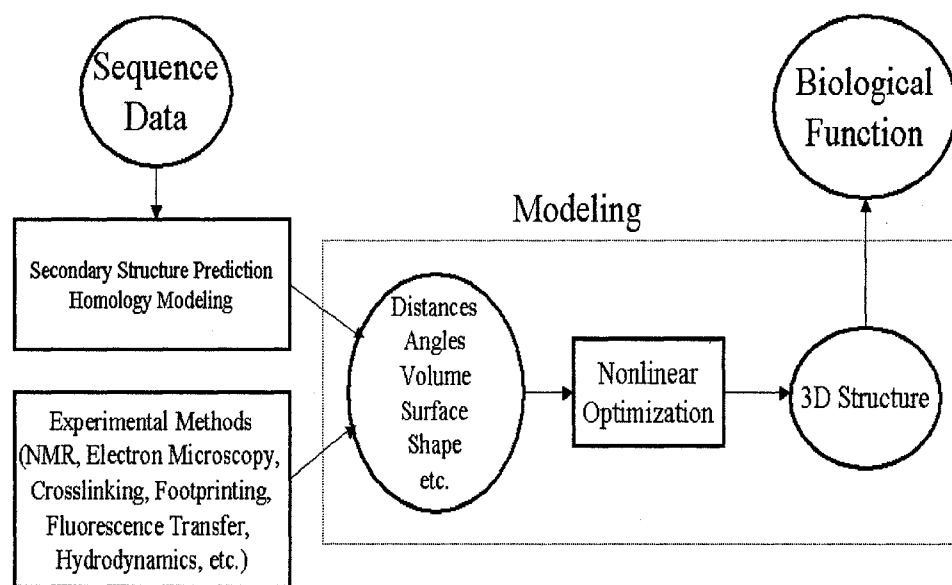 Sequence
Data
Biological
Function
Modeling
Secondary Structure Prediction
Homology Modeling
Distances
Angles
Volume
Surface
Shape
etc.
Nonlinear
Optimization
3D Structure
Experimental Methods
(NMR, Electron Microscopy,
Crosslinking, Footprinting,
Fluorescence Transfer,
Hydrodynamics, etc.)